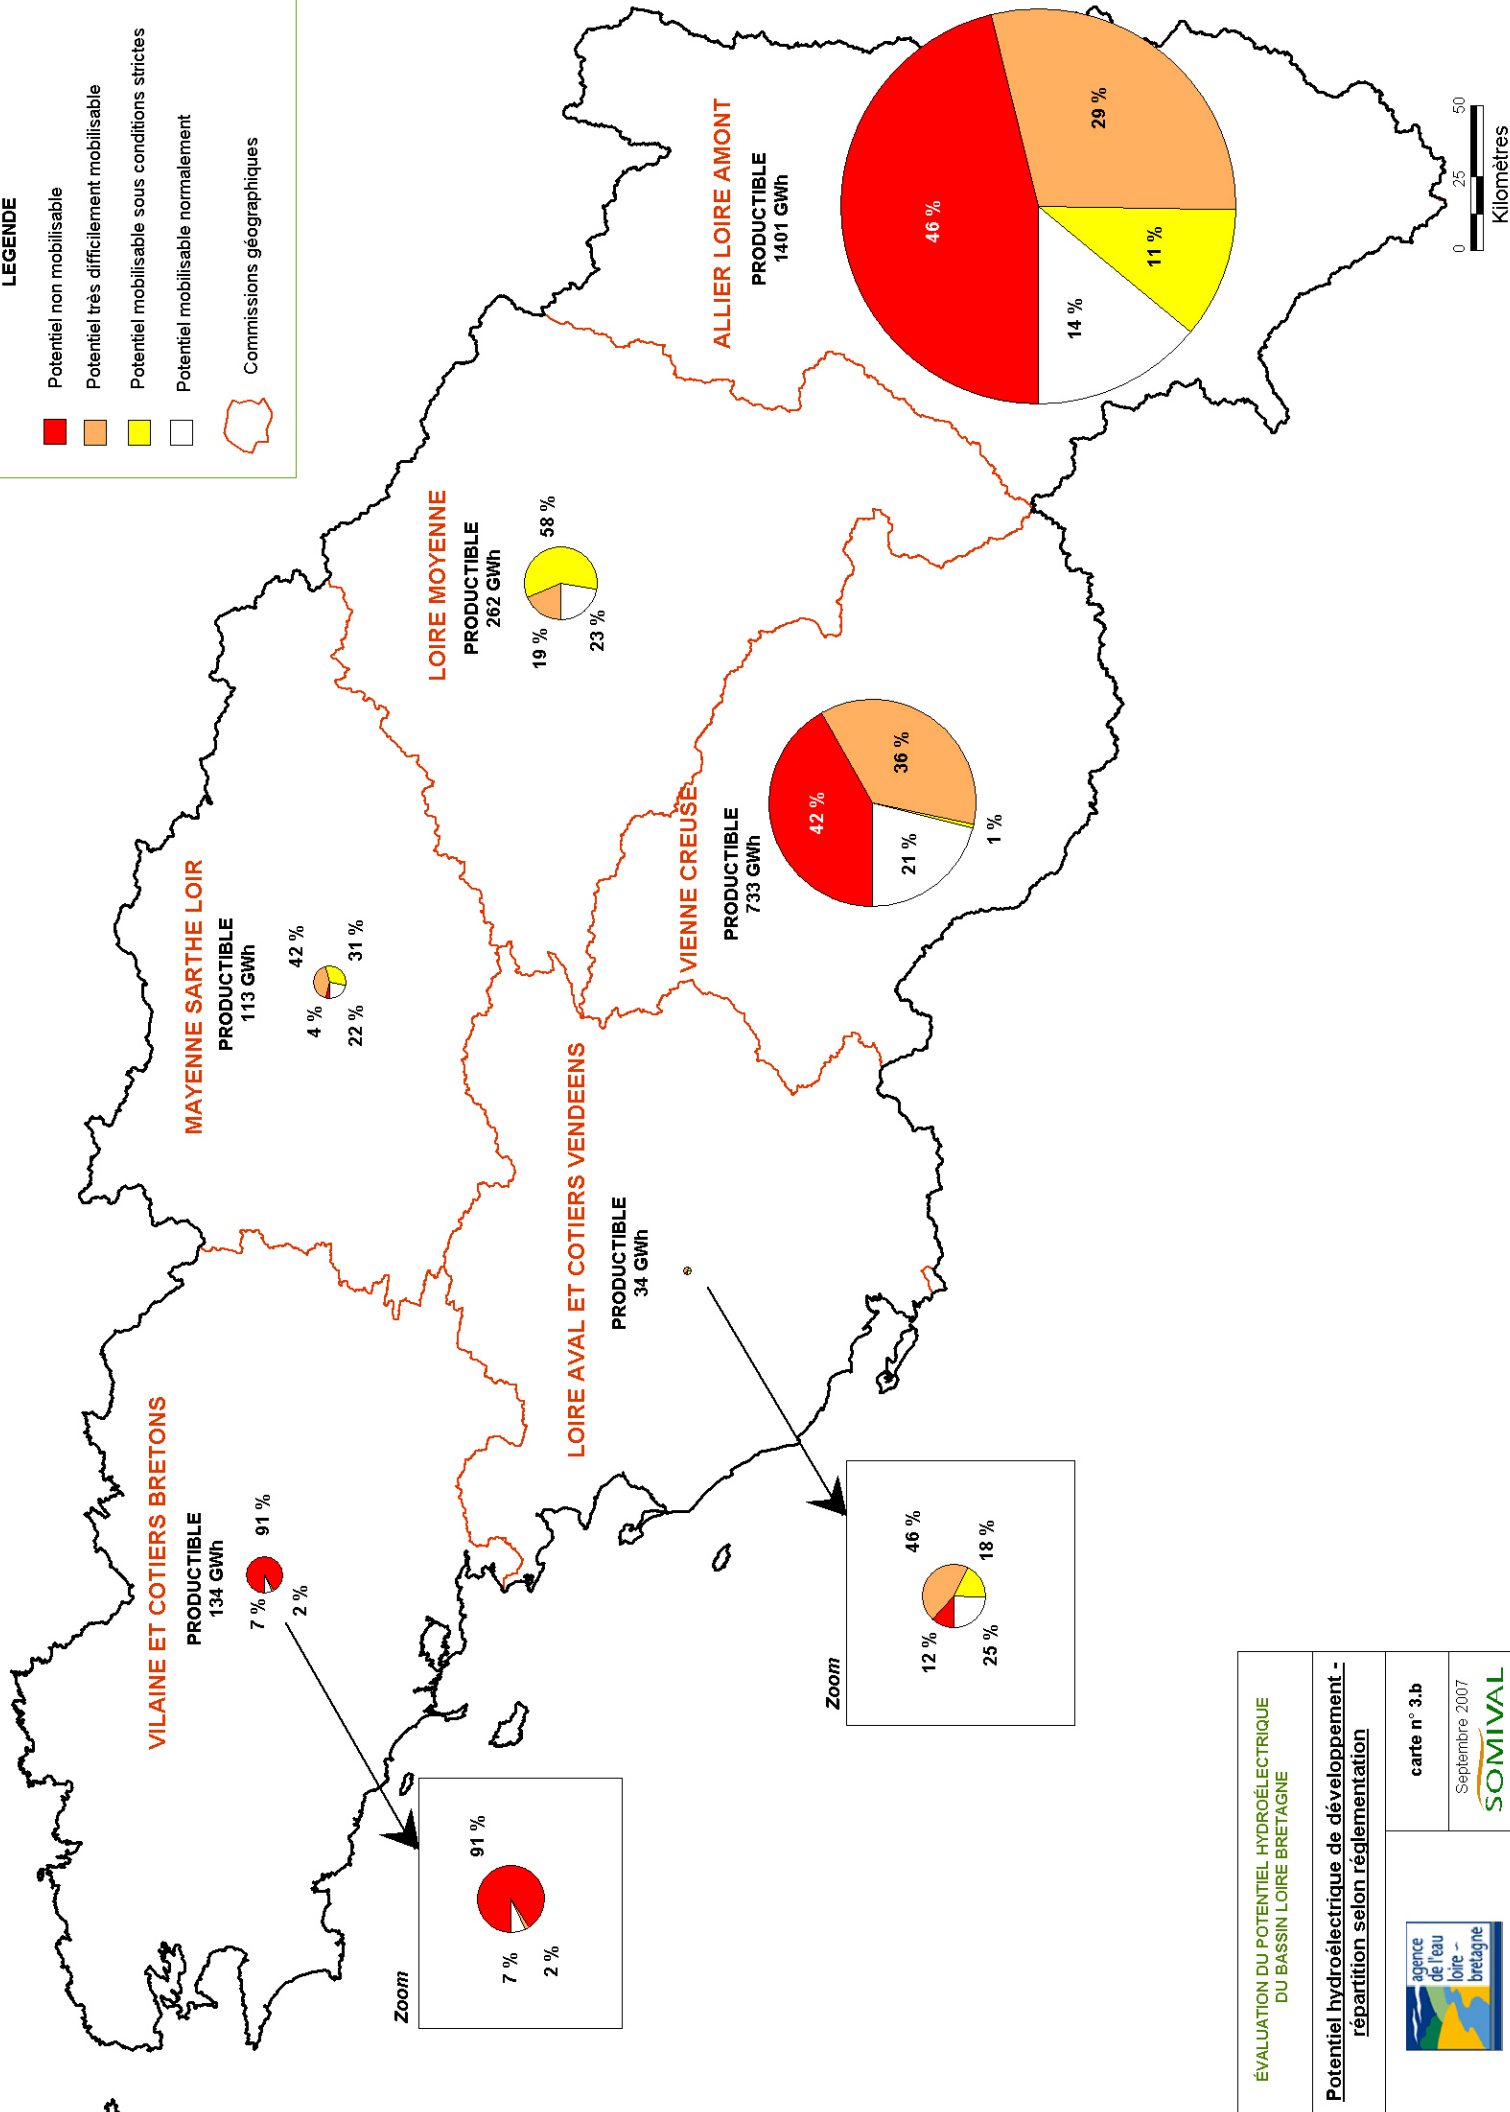 LEGENDE
Potentiel non mobilisable
Potentiel très difficilement mobilisable
Potentiel mobilisable sous conditions strictes
Potentiel mobilisable normalement
Commissions géographiques
VILAINE ET COTIERS BRETONS
PRODUCTIBLE
134 GWh
7 %
91 %
2 %
Zoom
91 %
7 %
2 %
MAYENNE SARTHE LOIR
PRODUCTIBLE
113 GWh
4 %
42 %
22 %
31 %
LOIRE MOYENNE
PRODUCTIBLE
262 GWh
19 %
58 %
23 %
LOIRE AVAL ET COTIERS VENDEENS
PRODUCTIBLE
34 GWh
Zoom
12 %
46 %
25 %
18 %
VIENNE CREUSE
PRODUCTIBLE
733 GWh
42 %
36 %
21 %
1 %
ALLIER LOIRE AMONT
PRODUCTIBLE
1401 GWh
46 %
29 %
14 %
11 %
0 25 50
Kilomètres
ÉVALUATION DU POTENTIEL HYDROÉLECTRIQUE
DU BASSIN LOIRE BRETAGNE
Potentiel hydroélectrique de développement -
répartition selon réglementation
agence
de l'eau
loire ~
bretagne
carte n° 3.b
Septembre 2007
SOMIVAL